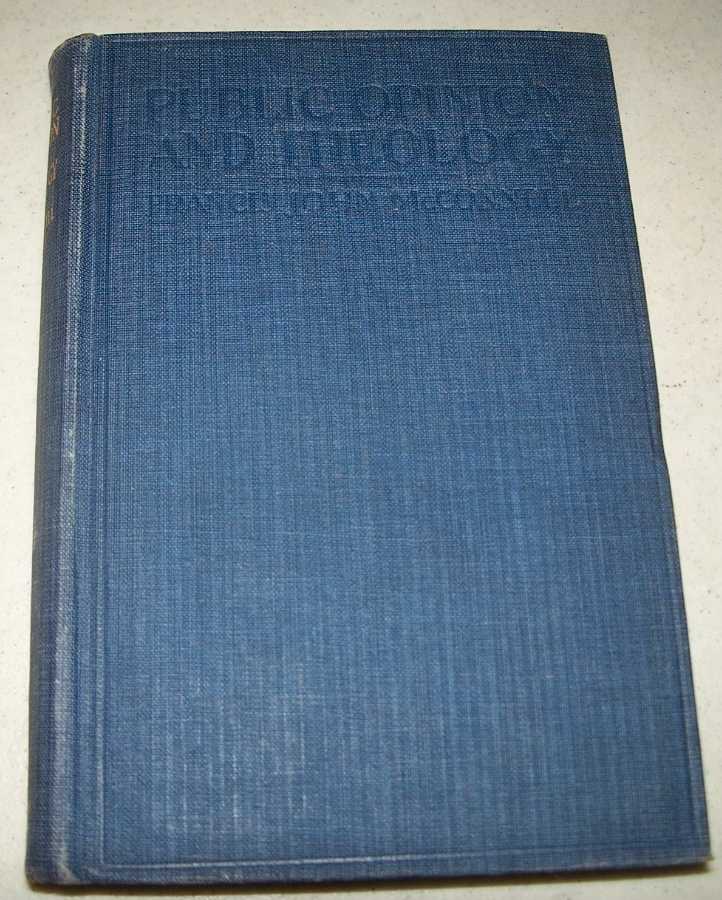 PUBLIC OPINION
AND THEOLOGY
FRANCIS JOHN McCONNELL